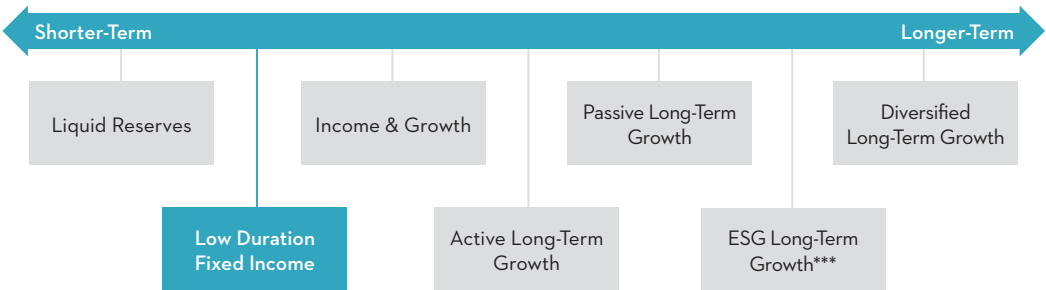 Shorter-Term
Longer-Term
Liquid Reserves
Income & Growth
Passive Long-Term
Growth
Diversified
Long-Term Growth
Low Duration
Fixed Income
Active Long-Term
Growth
ESG Long-Term
Growth***